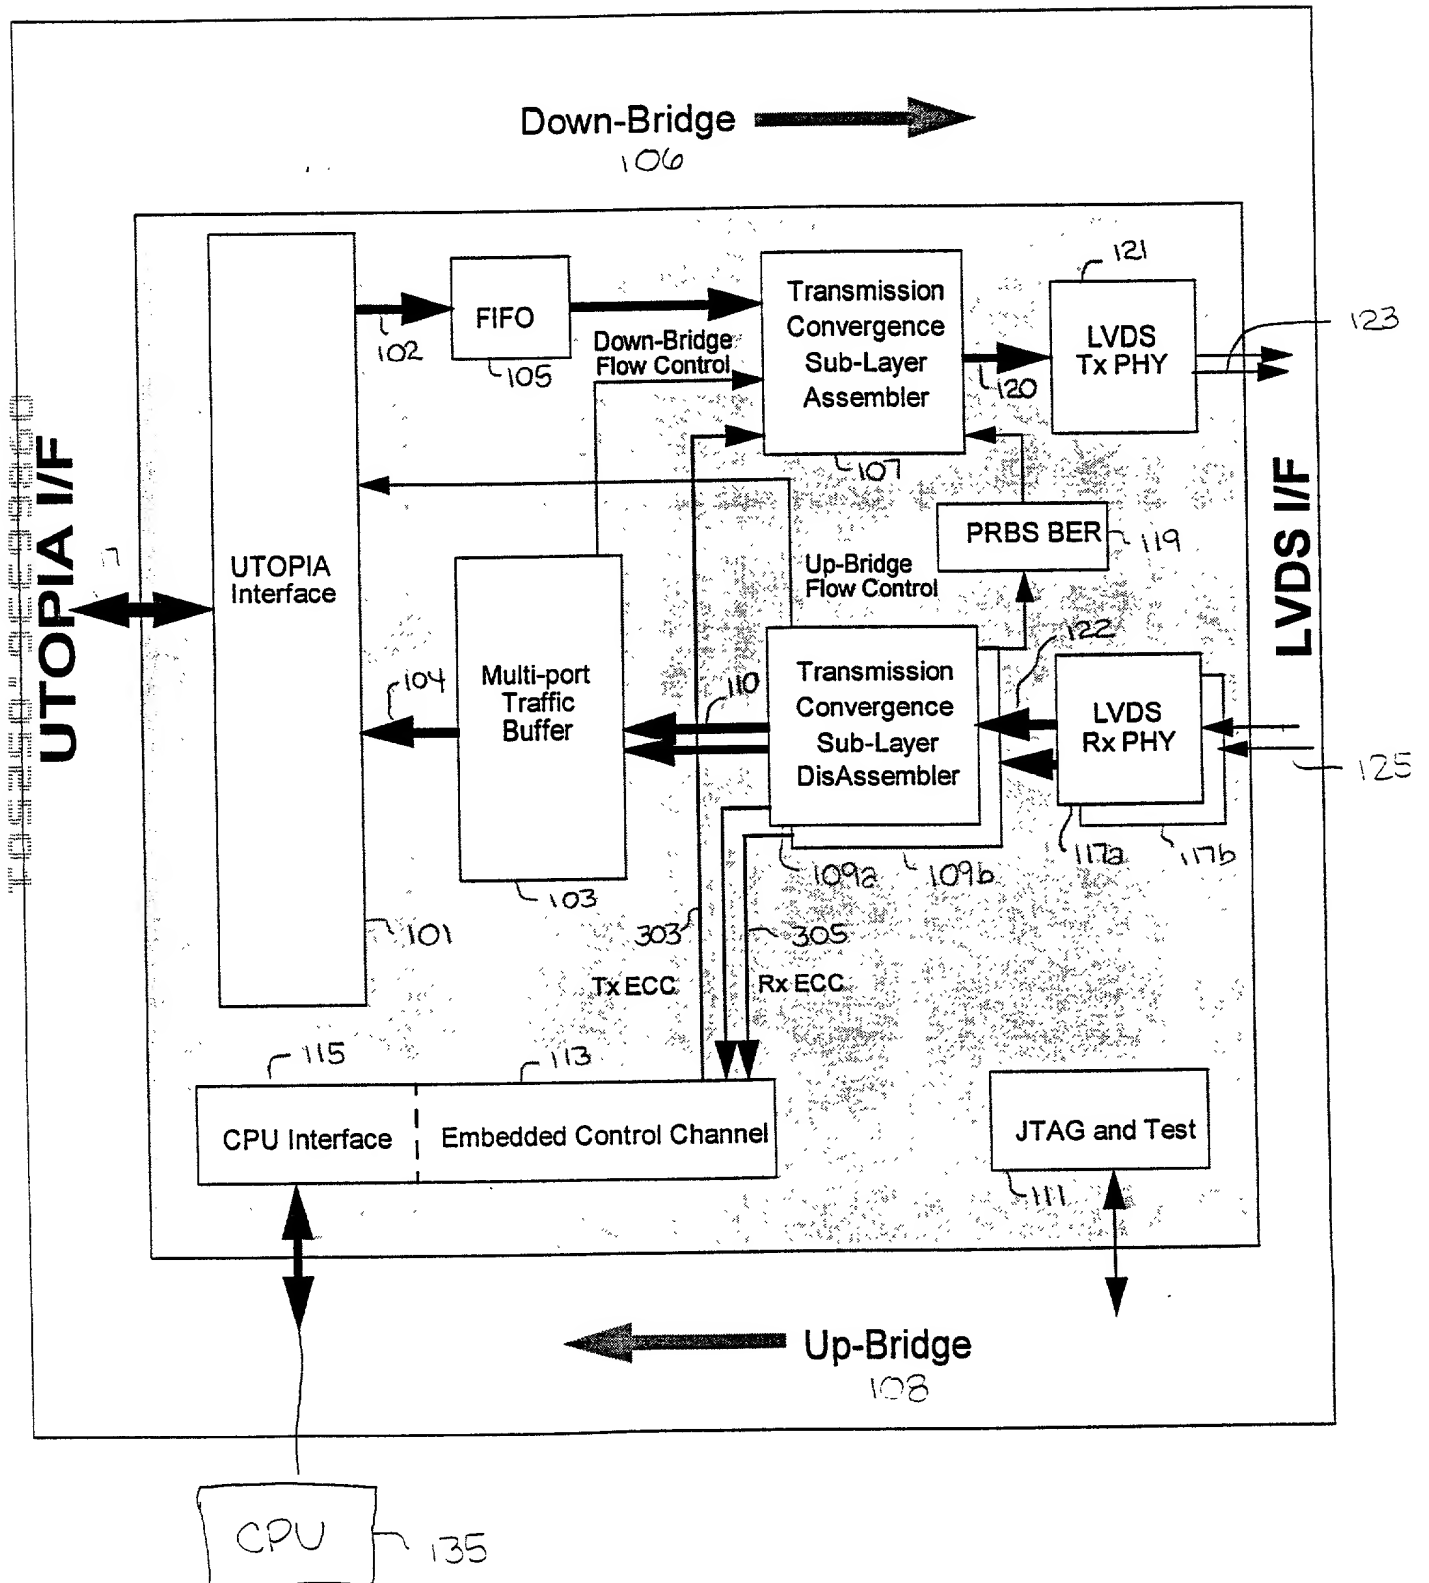 Down-Bridge
106
121
Transmission
Convergence
Sub-Layer
Assembler
LVDS
Tx PHY
123
FIFO
102
105
Down-Bridge
Flow Control
120
107
UTOPIA I/F
LVDS I/F
PRBS BER
119
UTOPIA
Interface
Up-Bridge
Flow Control
122
104
Multi-port
Traffic
Buffer
110
Transmission
Convergence
Sub-Layer
DisAssembler
LVDS
Rx PHY
125
117a
117b
109a
109b
103
101
303
305
Tx ECC
Rx ECC
115
113
CPU Interface
Embedded Control Channel
JTAG and Test
111
Up-Bridge
108
CPU
135